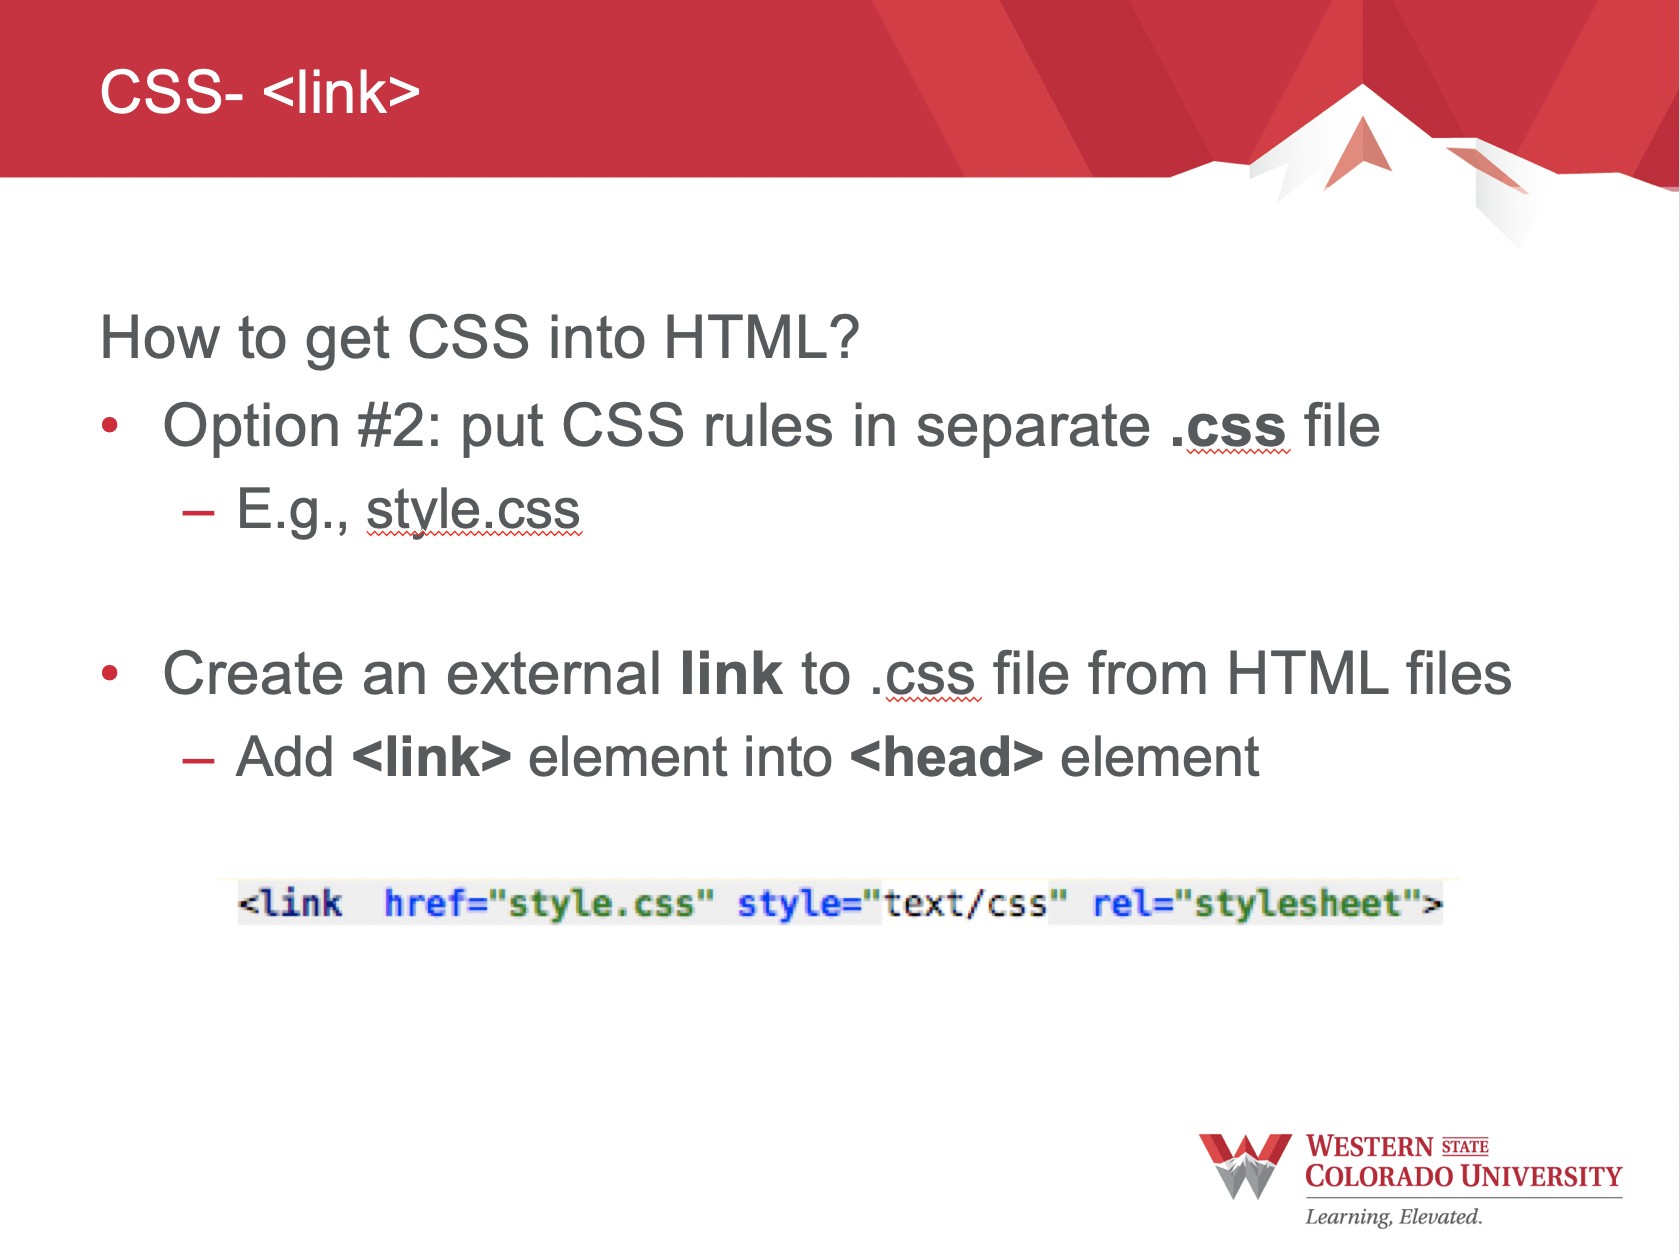 CSS- <link>
How to get CSS into HTML?
• Option #2: put CSS rules in separate .css file
– E.g., style.css
• Create an external link to .css file from HTML files
– Add <link> element into <head> element
<link  href="style.css" style="text/css" rel="stylesheet">
WESTERN STATE
COLORADO UNIVERSITY
Learning, Elevated.